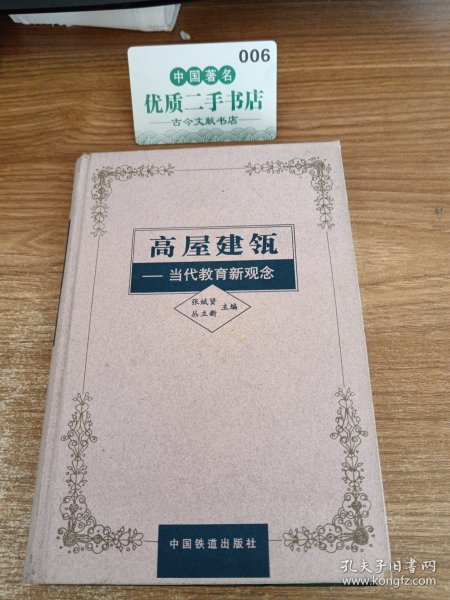 006
中国著名
优质二手书店
古今文献书店
高屋建瓴
——当代教育新观念
张斌贤
丛立新
主编
中国铁道出版社
孔夫子旧书网
www.kongfz.com